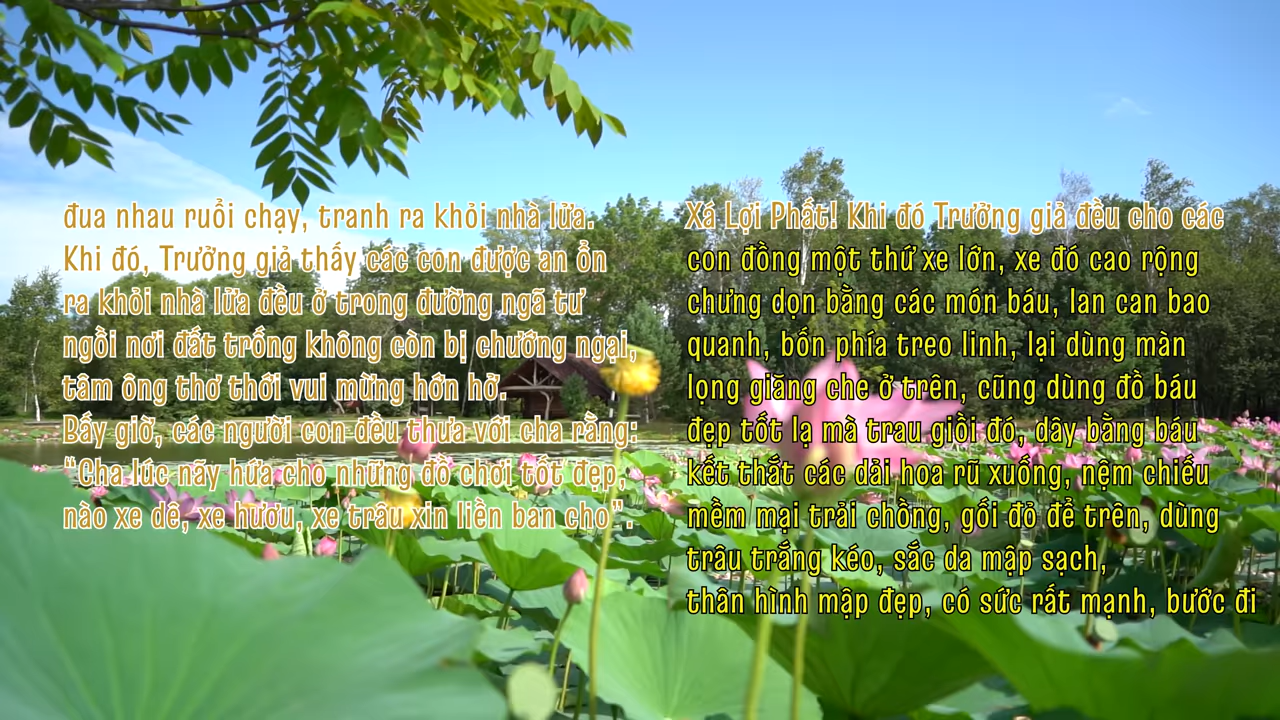 đua nhau ruổi chạy, tranh ra khỏi nhà lửa.
Khi đó, Trưởng giả thấy các con được an ổn
ra khỏi nhà lửa đều ở trong đường ngã tư
ngồi nơi đất trống không còn bị chướng ngại,
tâm ông thơ thới vui mừng hớn hở.
Bấy giờ, các người con đều thưa với cha rằng:
“Cha lúc nãy hứa cho những đồ chơi tốt đẹp,
nào xe dê, xe hươu, xe trâu xin liền ban cho”.
Xá Lợi Phất! Khi đó Trưởng giả đều cho các
con đồng một thứ xe lớn, xe đó cao rộng
chưng dọn bằng các món báu, lan can bao
quanh, bốn phía treo linh, lại dùng màn
lọng giăng che ở trên, cũng dùng đồ báu
đẹp tốt lạ mà trau giồi đó, dây bằng báu
kết thắt các dải hoa rũ xuống, nệm chiếu
mềm mại trải chồng, gối đỏ để trên, dùng
trâu trắng kéo, sắc da mập sạch,
thân hình mập đẹp, có sức rất mạnh, bước đi